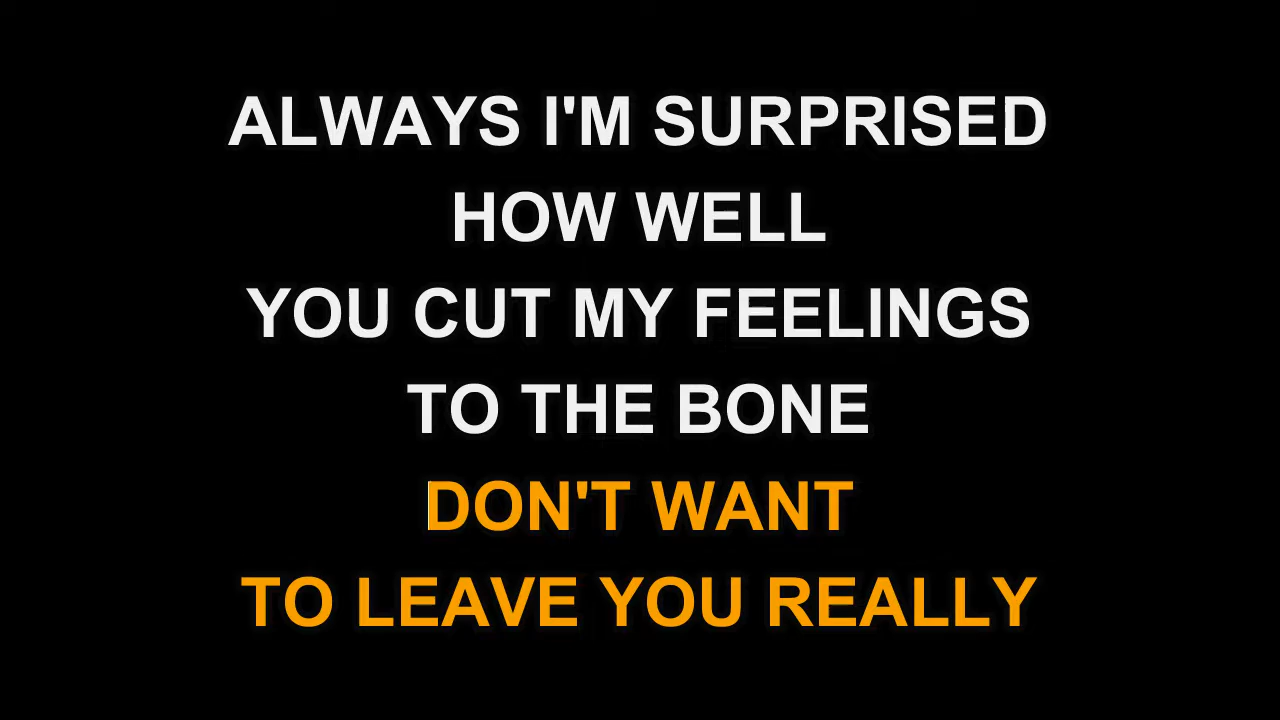 ALWAYS I'M SURPRISED
HOW WELL
YOU CUT MY FEELINGS
TO THE BONE
DON'T WANT
TO LEAVE YOU REALLY